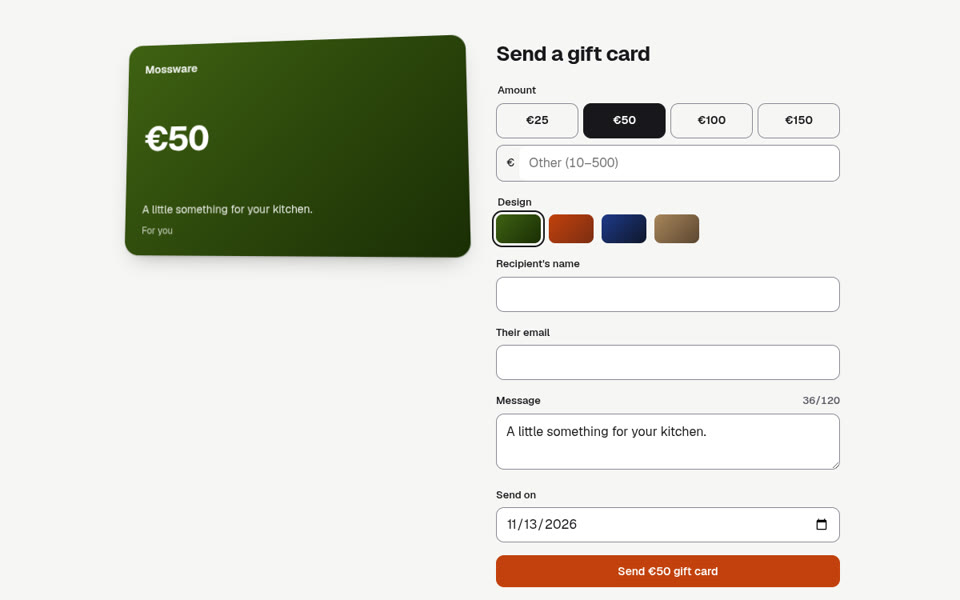 Mossware
€50
A little something for your kitchen.
For you
Send a gift card
Amount
€25 €50 €100 €150
€ Other (10–500)
Design
Recipient's name
Their email
Message 36/120
A little something for your kitchen.
Send on
11/13/2026
Send €50 gift card